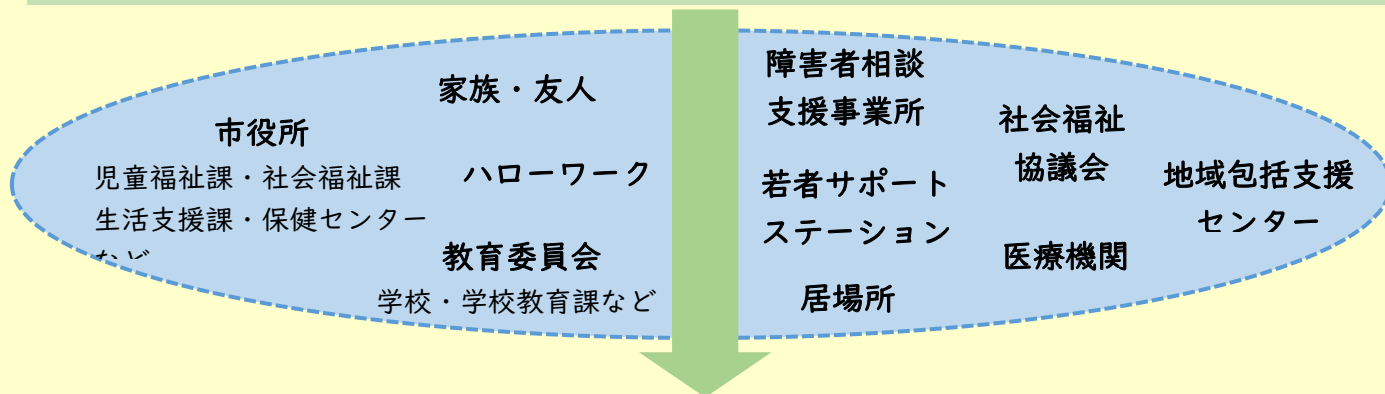 家族・友人
市役所
児童福祉課・社会福祉課
生活支援課・保健センター
など
ハローワーク
教育委員会
学校・学校教育課など
障害者相談
支援事業所
若者サポート
ステーション
居場所
社会福祉
協議会
医療機関
地域包括支援
センター